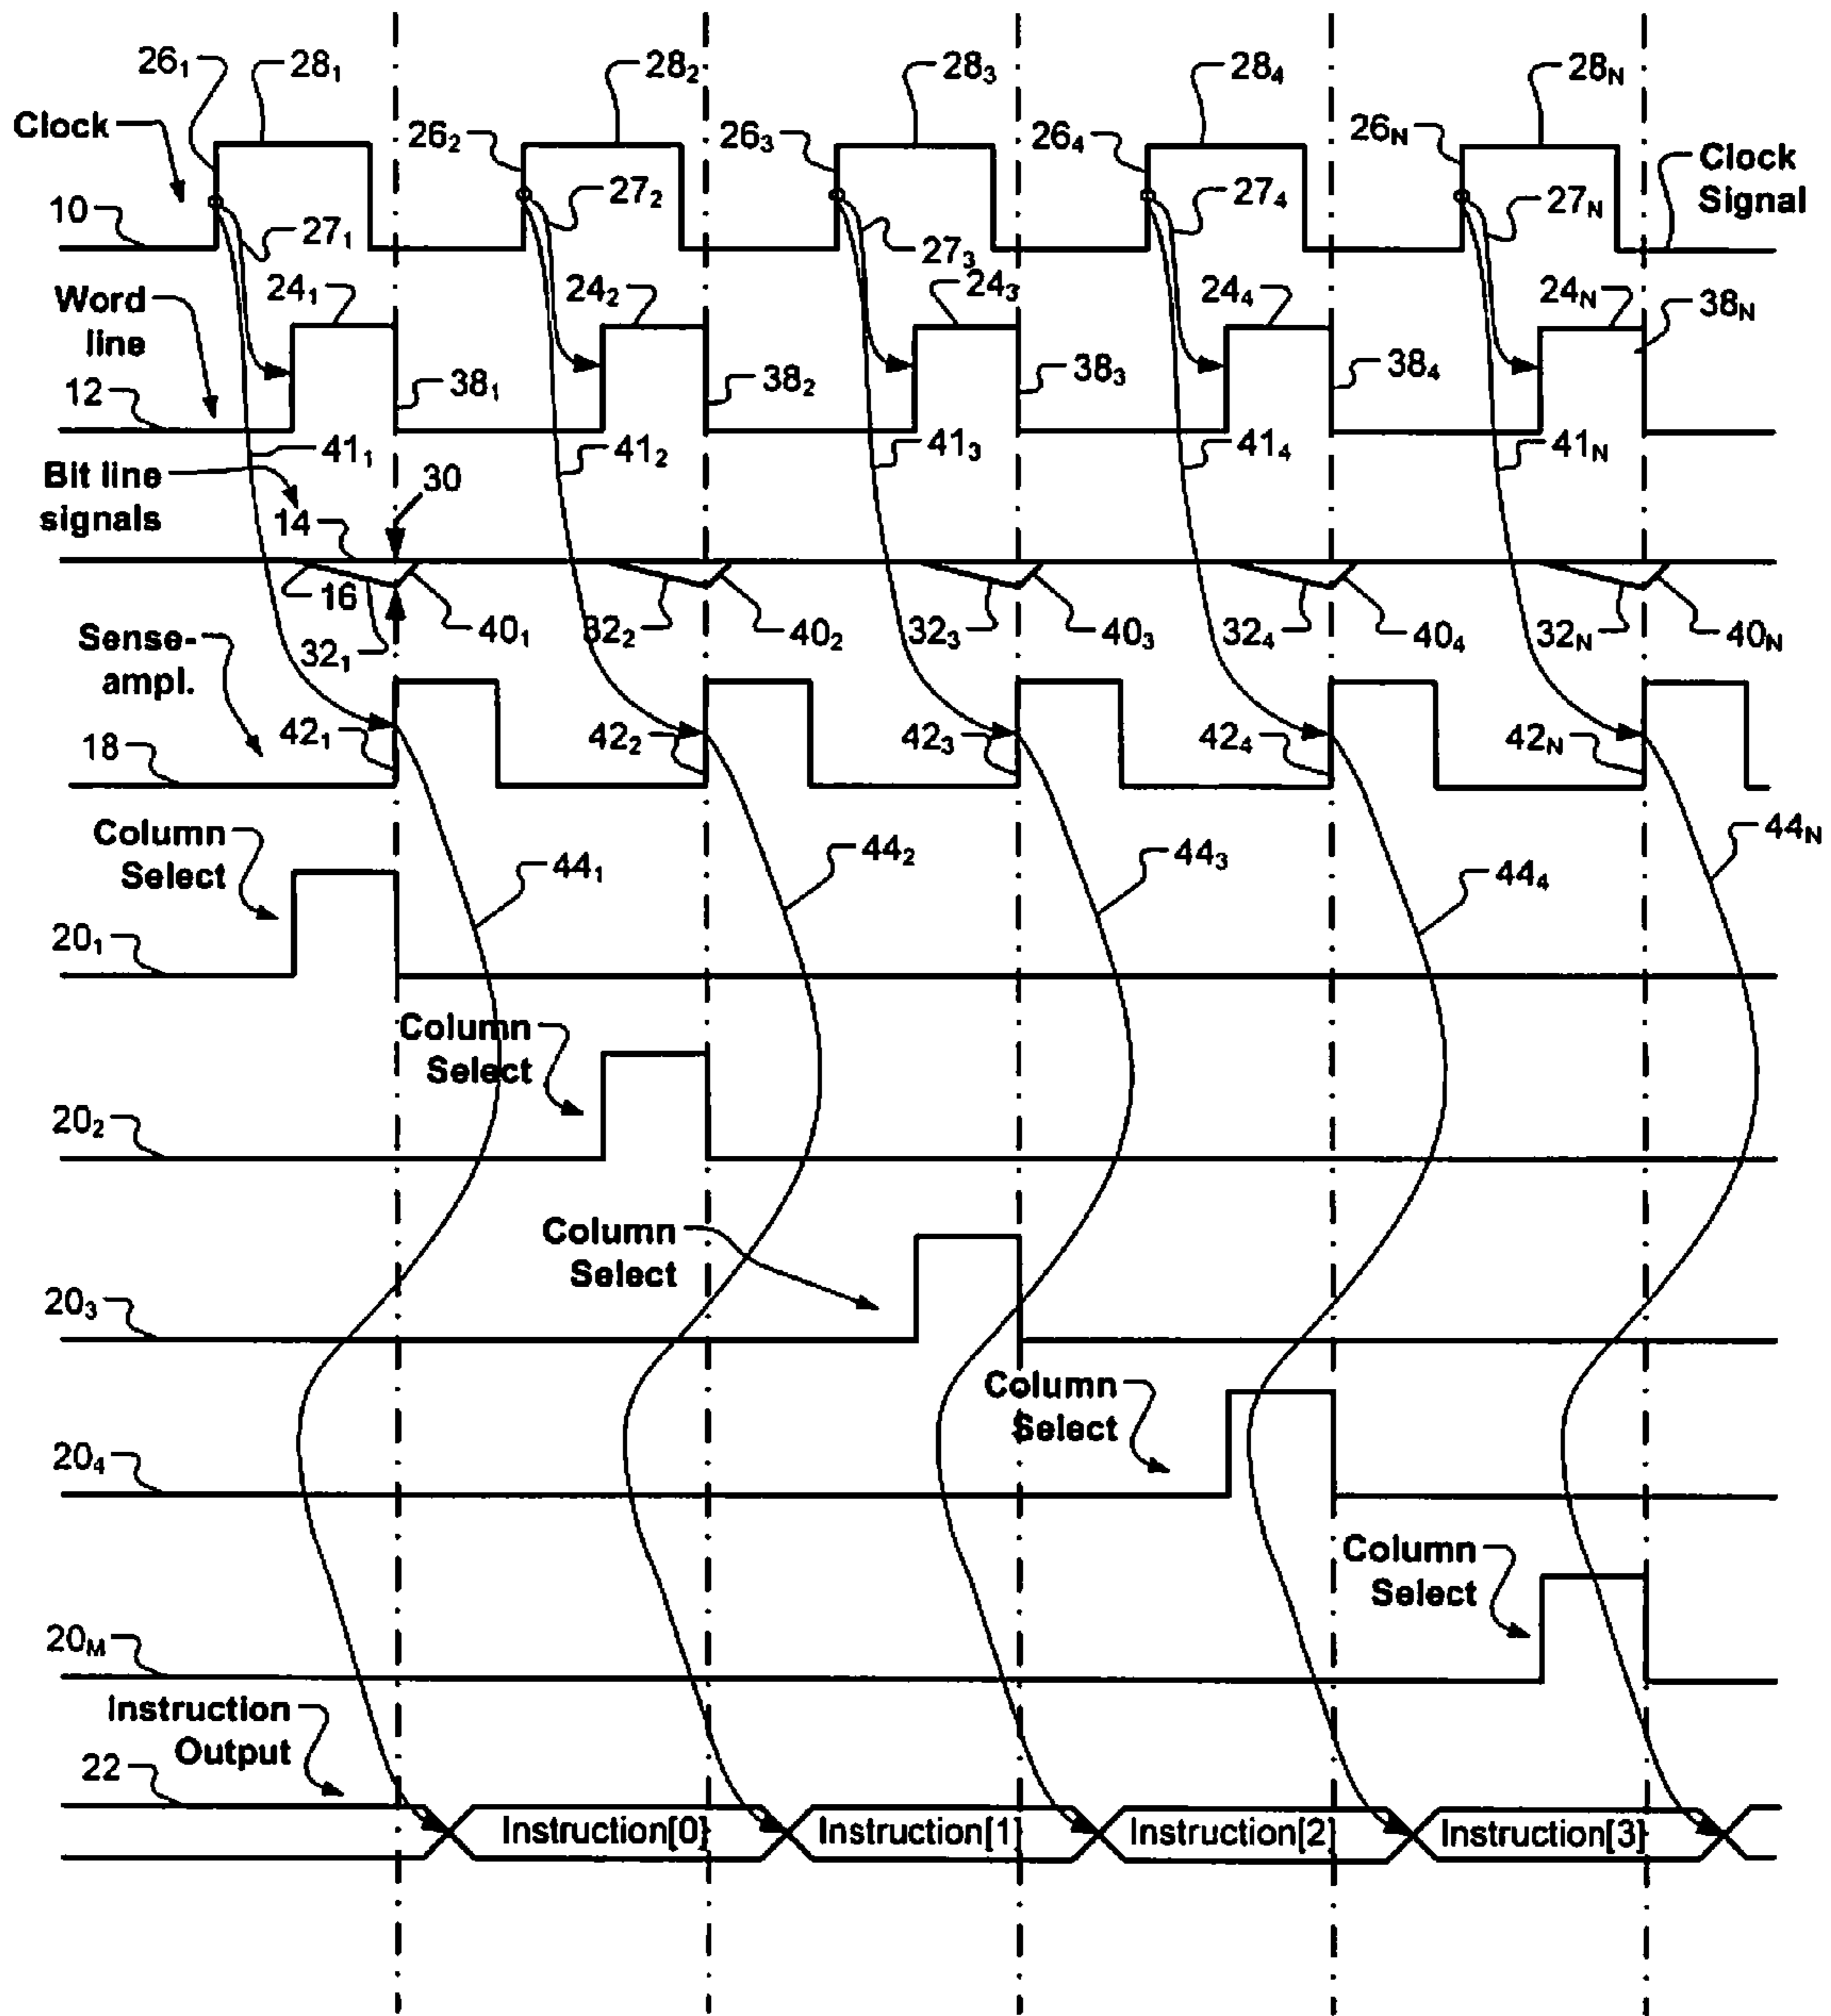 26₁ 28₁ 28₂ 28₃ 28₄ 28N
Clock 26₂ 26₃ 26₄ 26N
Clock
Signal
10 27₁ 27₂ 27₃ 27₄ 27N
Word
line
24₁ 24₂ 24₃ 24₄ 24N 38N
12 38₁ 38₂ 38₃ 38₄
41₁ 41₂ 41₃ 41₄ 41N
Bit line
signals
30
14
16 32₁ 40₁ 32₂ 40₂ 32₃ 40₃ 32₄ 40₄ 32N 40N
Sense-
ampl.
18 42₁ 42₂ 42₃ 42₄ 42N
Column
Select
44₁ 44₂ 44₃ 44₄ 44N
20₁
Column
Select
20₂
Column
Select
20₃
Column
Select
20₄
Column
Select
20M
Instruction
Output
22
Instruction[0] Instruction[1] Instruction[2] Instruction[3]